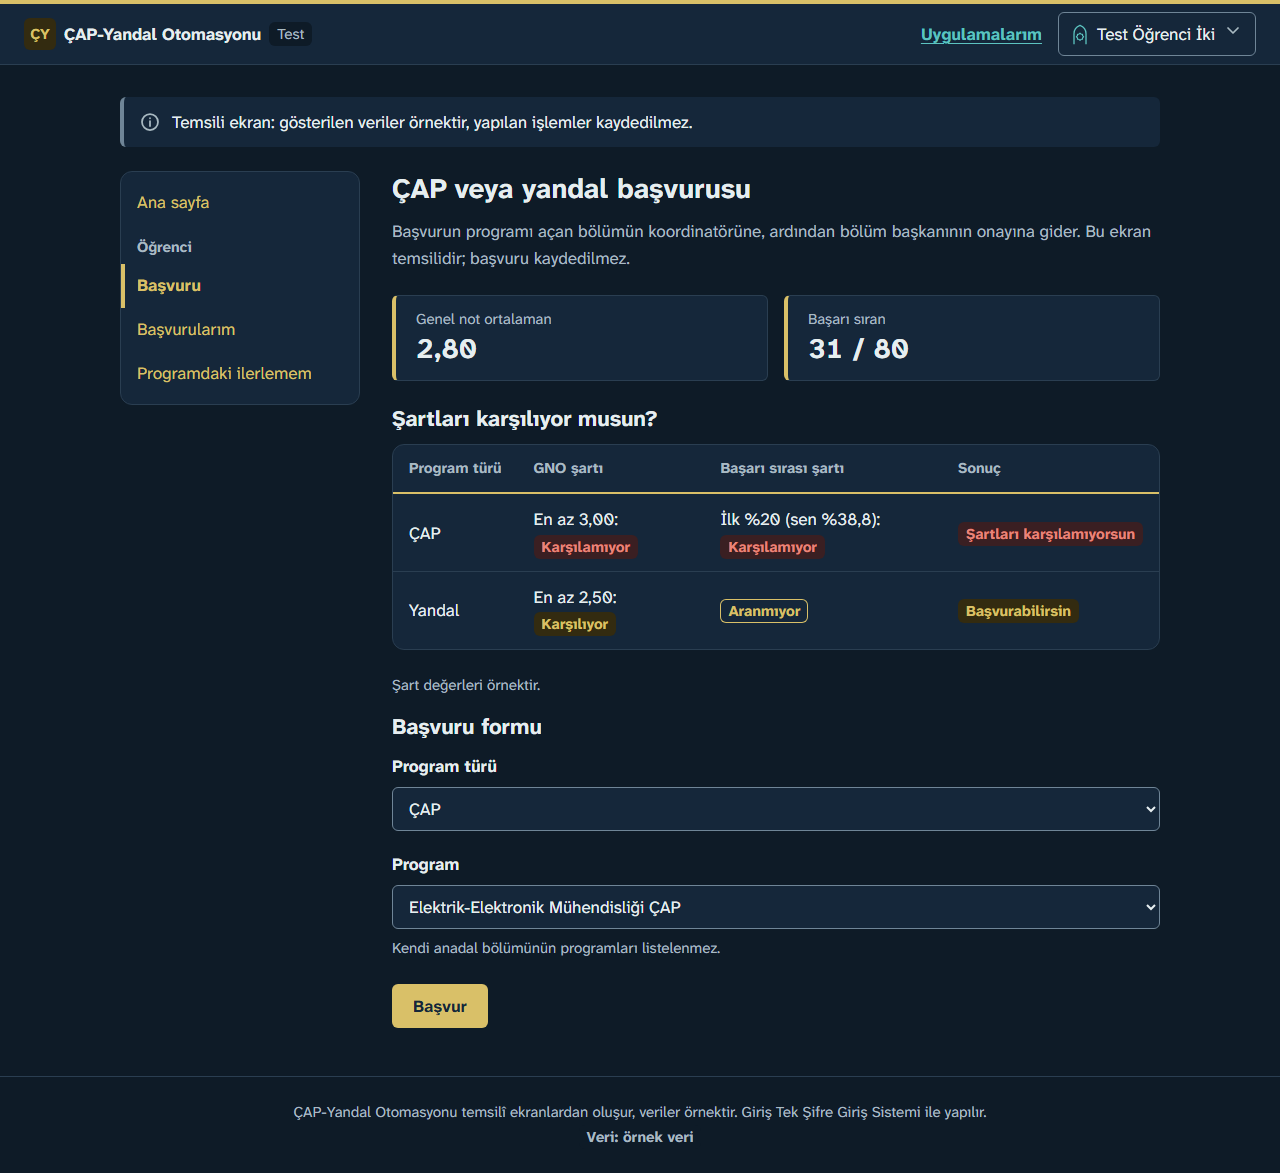 ÇY ÇAP-Yandal Otomasyonu Test
Uygulamalarım
Test Öğrenci İki
Temsili ekran: gösterilen veriler örnektir, yapılan işlemler kaydedilmez.
Ana sayfa
Öğrenci
Başvuru
Başvurularım
Programdaki ilerlemem
ÇAP veya yandal başvurusu
Başvurun programı açan bölümün koordinatörüne, ardından bölüm başkanının onayına gider. Bu ekran
temsilidir; başvuru kaydedilmez.
Genel not ortalaman
2,80
Başarı sıran
31 / 80
Şartları karşılıyor musun?
Program türü GNO şartı Başarı sırası şartı Sonuç
ÇAP
En az 3,00:
Karşılamıyor
İlk %20 (sen %38,8):
Karşılamıyor
Şartları karşılamıyorsun
Yandal
En az 2,50:
Karşılıyor
Aranmıyor
Başvurabilirsin
Şart değerleri örnektir.
Başvuru formu
Program türü
ÇAP
Program
Elektrik-Elektronik Mühendisliği ÇAP
Kendi anadal bölümünün programları listelenmez.
Başvur
ÇAP-Yandal Otomasyonu temsilî ekranlardan oluşur, veriler örnektir. Giriş Tek Şifre Giriş Sistemi ile yapılır.
Veri: örnek veri